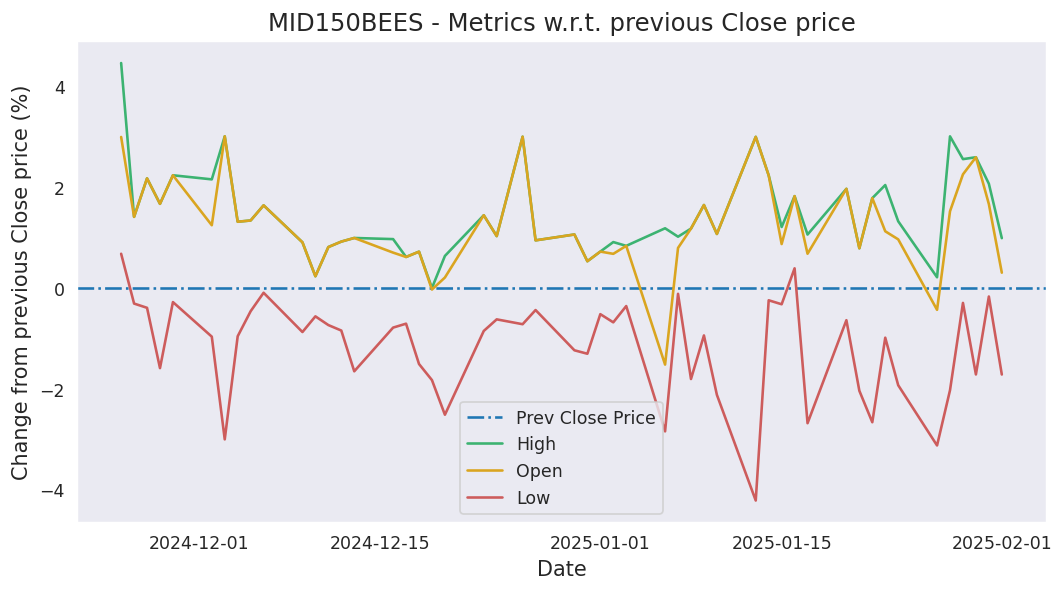 MID150BEES - Metrics w.r.t. previous Close price
Change from previous Close price (%)
4
2
0
−2
−4
Prev Close Price
High
Open
Low
2024-12-01
2024-12-15
2025-01-01
2025-01-15
2025-02-01
Date